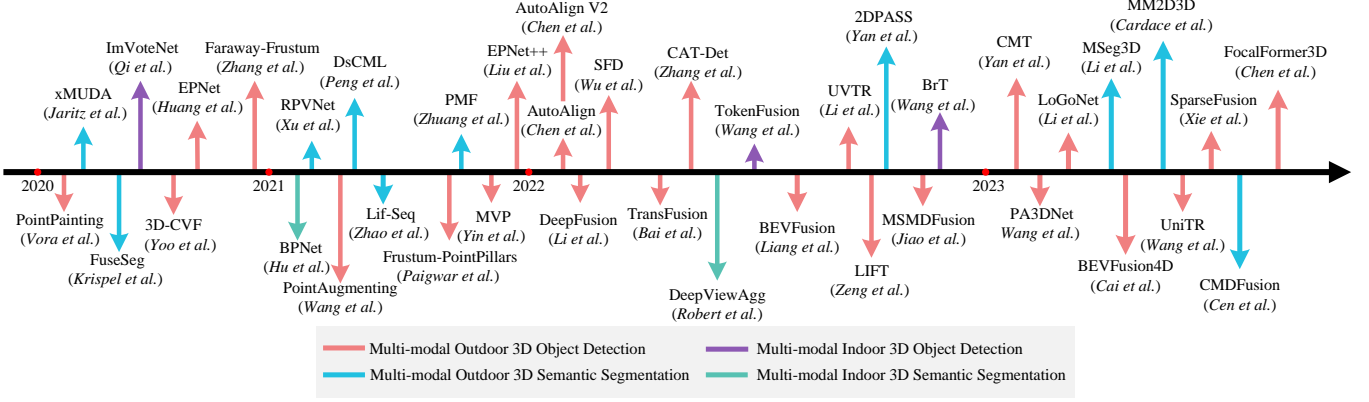 xMUDA
(Jaritz et al.)
ImVoteNet
(Qi et al.)
EPNet
(Huang et al.)
Faraway-Frustum
(Zhang et al.)
RPVNet
(Xu et al.)
DsCML
(Peng et al.)
PMF
(Zhuang et al.)
EPNet++
(Liu et al.)
AutoAlign V2
(Chen et al.)
AutoAlign
(Chen et al.)
SFD
(Wu et al.)
CAT-Det
(Zhang et al.)
TokenFusion
(Wang et al.)
UVTR
(Li et al.)
2DPASS
(Yan et al.)
BrT
(Wang et al.)
CMT
(Yan et al.)
LoGoNet
(Li et al.)
MSeg3D
(Li et al.)
MM2D3D
(Cardace et al.)
SparseFusion
(Xie et al.)
FocalFormer3D
(Chen et al.)
2020
2021
2022
2023
PointPainting
(Vora et al.)
FuseSeg
(Krispel et al.)
3D-CVF
(Yoo et al.)
BPNet
(Hu et al.)
PointAugmenting
(Wang et al.)
Lif-Seq
(Zhao et al.)
Frustum-PointPillars
(Paigwar et al.)
MVP
(Yin et al.)
DeepFusion
(Li et al.)
TransFusion
(Bai et al.)
DeepViewAgg
(Robert et al.)
BEVFusion
(Liang et al.)
LIFT
(Zeng et al.)
MSMDFusion
(Jiao et al.)
PA3DNet
Wang et al.)
BEVFusion4D
(Cai et al.)
UniTR
(Wang et al.)
CMDFusion
(Cen et al.)
Multi-modal Outdoor 3D Object Detection
Multi-modal Indoor 3D Object Detection
Multi-modal Outdoor 3D Semantic Segmentation
Multi-modal Indoor 3D Semantic Segmentation